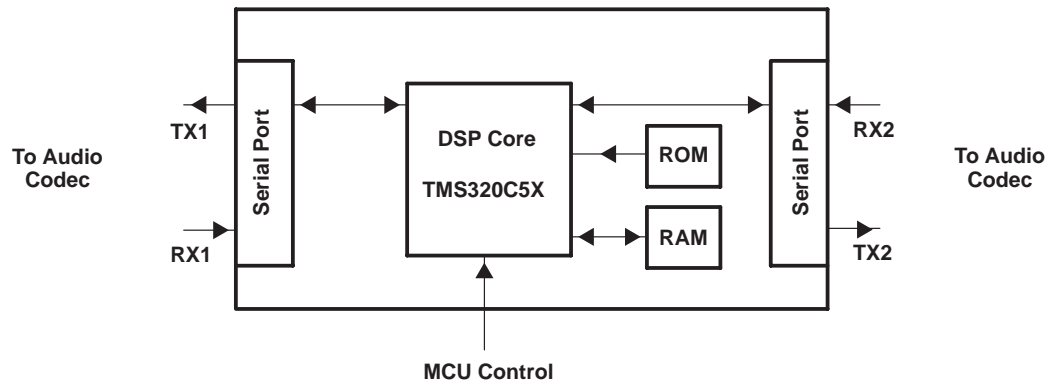 TX1
To Audio
Codec
RX1
Serial Port
DSP Core
TMS320C5X
ROM
RAM
Serial Port
RX2
To Audio
Codec
TX2
MCU Control